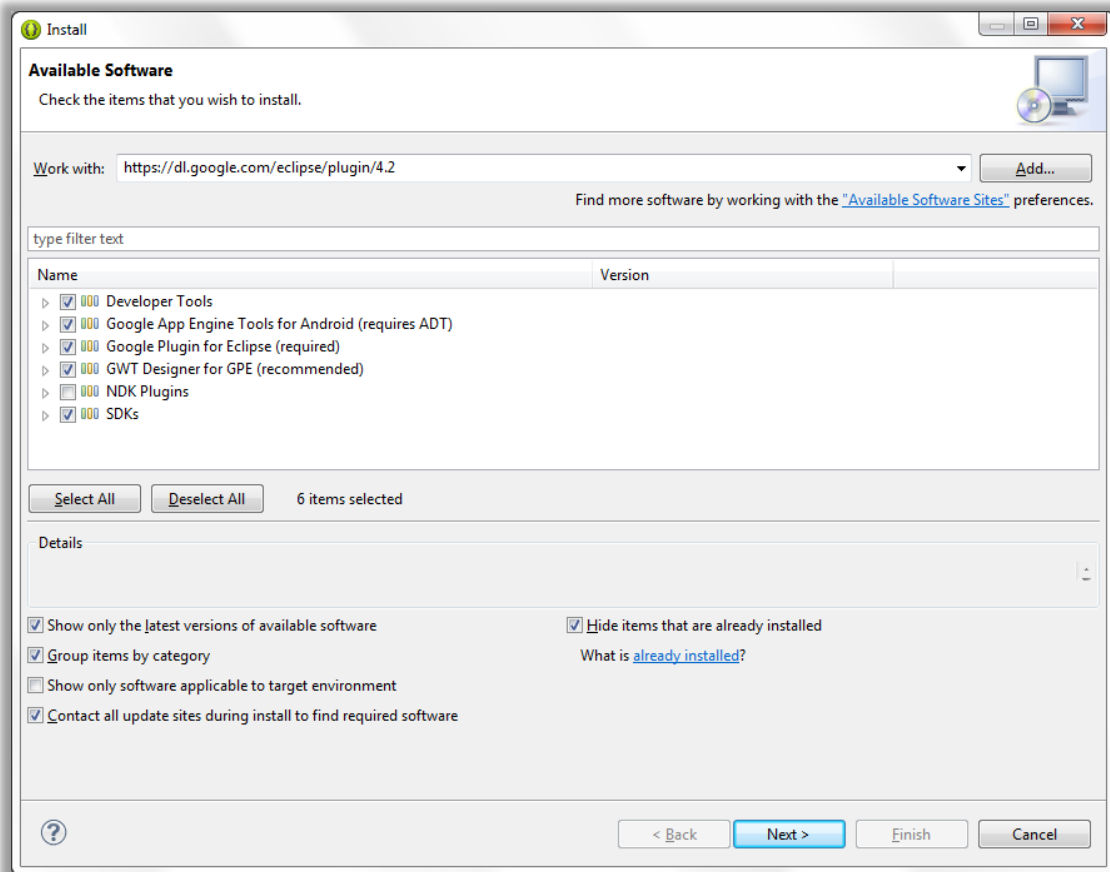 Install
Available Software
Check the items that you wish to install.
Work with: https://dl.google.com/eclipse/plugin/4.2 Add...
Find more software by working with the "Available Software Sites" preferences.
type filter text
Name Version
Developer Tools
Google App Engine Tools for Android (requires ADT)
Google Plugin for Eclipse (required)
GWT Designer for GPE (recommended)
NDK Plugins
SDKs
Select All Deselect All 6 items selected
Details
Show only the latest versions of available software Hide items that are already installed
Group items by category What is already installed?
Show only software applicable to target environment
Contact all update sites during install to find required software
? < Back Next > Finish Cancel